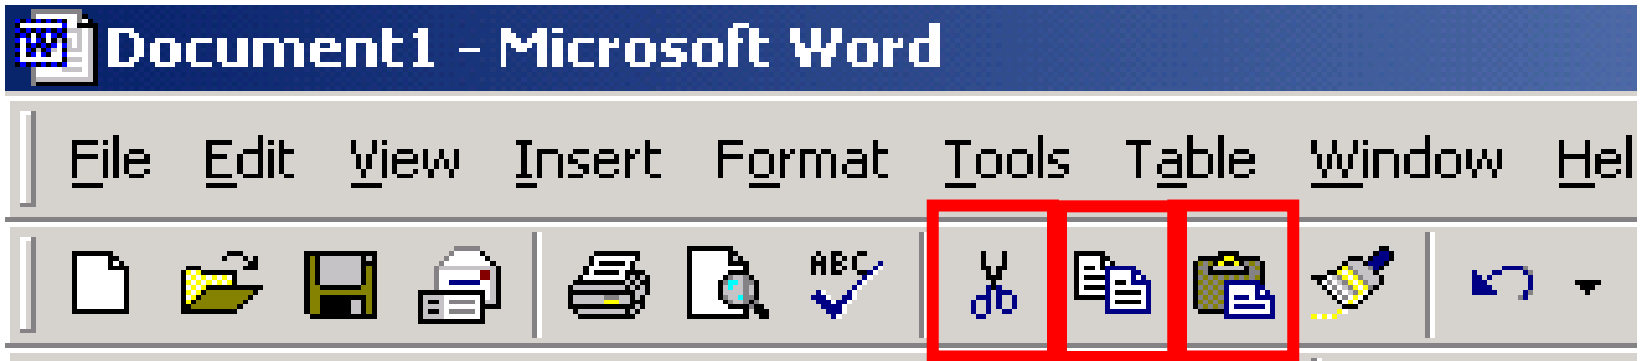 W Document1 - Microsoft Word
File Edit View Insert Format Tools Table Window Hel
ABC